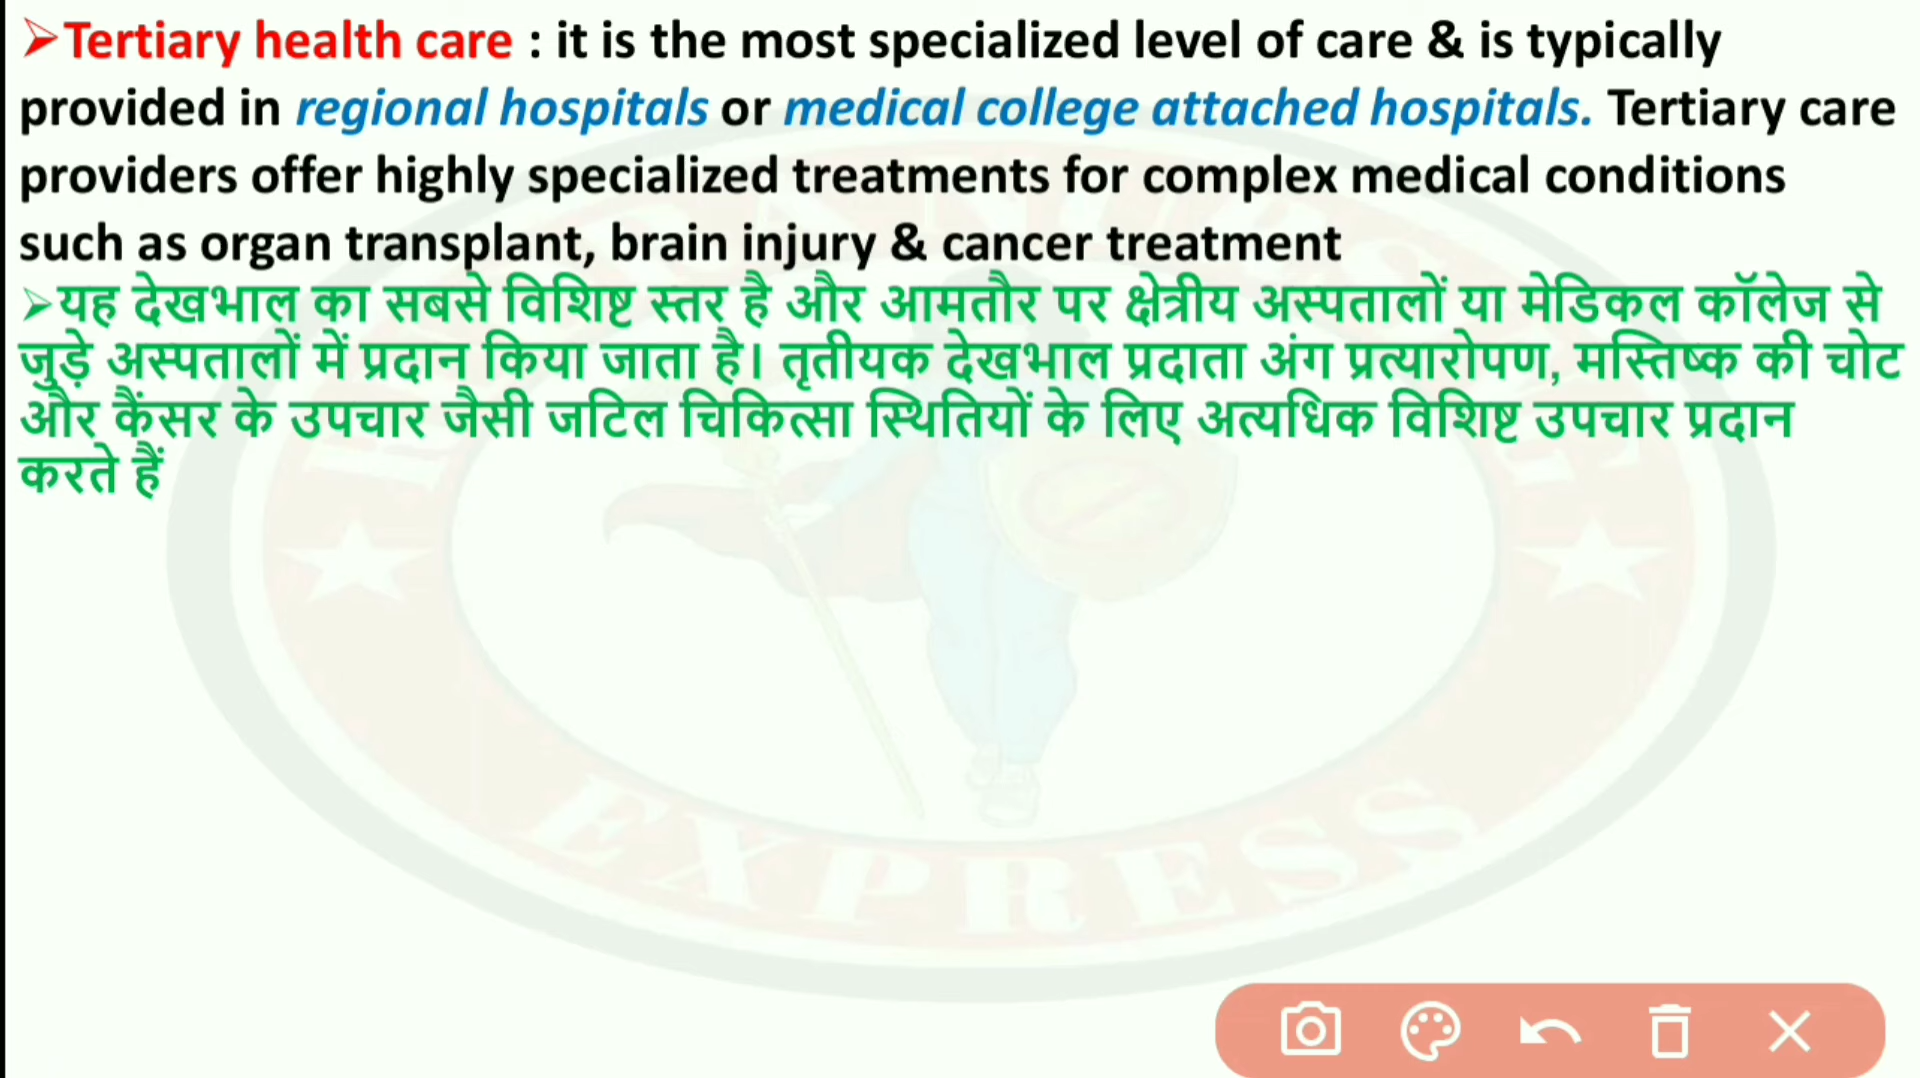 ➢Tertiary health care : it is the most specialized level of care & is typically
provided in regional hospitals or medical college attached hospitals. Tertiary care
providers offer highly specialized treatments for complex medical conditions
such as organ transplant, brain injury & cancer treatment
➢यह देखभाल का सबसे विशिष्ट स्तर है और आमतौर पर क्षेत्रीय अस्पतालों या मेडिकल कॉलेज से
जुड़े अस्पतालों में प्रदान किया जाता है। तृतीयक देखभाल प्रदाता अंग प्रत्यारोपण, मस्तिष्क की चोट
और कैंसर के उपचार जैसी जटिल चिकित्सा स्थितियों के लिए अत्यधिक विशिष्ट उपचार प्रदान
करते हैं
EXPRESS